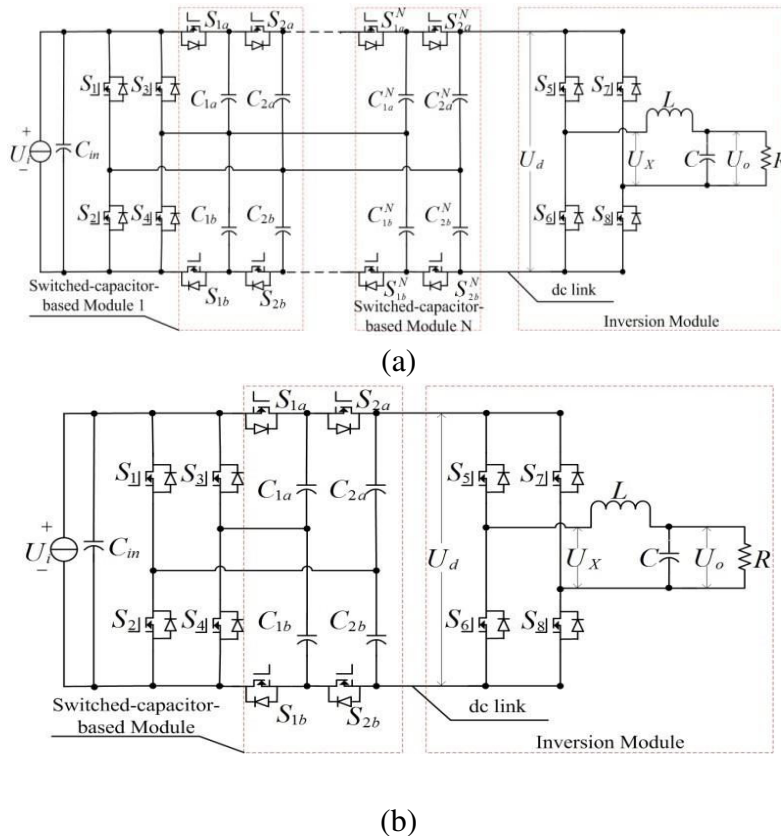 S1a S2a S1a^N S2a^N Inversion Module
S1 S3 C1a C2a C1a^N C2a^N S5 S7
L
+ Ui − Cin Ud UX C Uo R
S2 S4 C1b C2b C1b^N C2b^N S6 S8
S1b S2b S1b^N S2b^N
Switched-capacitor-
based Module 1
Switched-capacitor-
based Module N
dc link
Inversion Module
(a)
S1a S2a
S1 S3 C1a C2a S5 S7
L
+ Ui − Cin Ud UX C Uo R
S2 S4 C1b C2b S6 S8
Switched-capacitor-
based Module
S1b S2b
dc link
Inversion Module
(b)